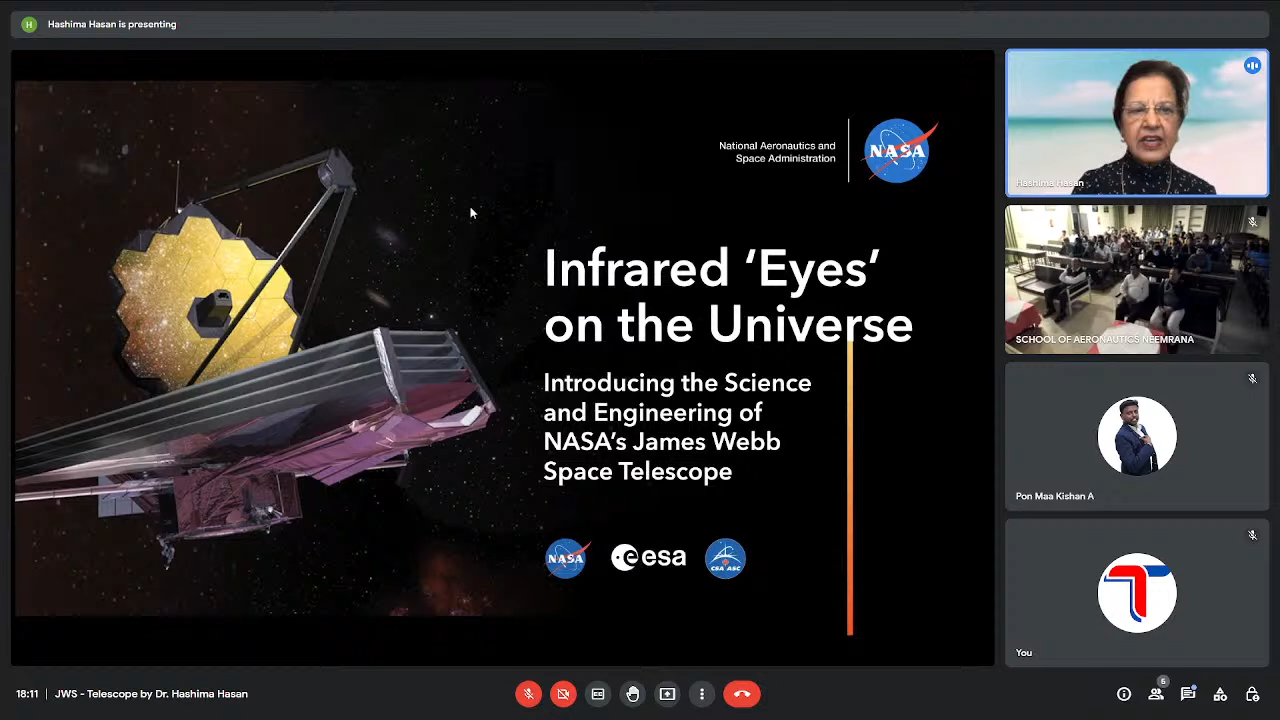 H
Hashima Hasan is presenting
National Aeronautics and
Space Administration
NASA
Infrared ‘Eyes’
on the Universe
Introducing the Science
and Engineering of
NASA’s James Webb
Space Telescope
NASA
esa
CSA ASC
Hashima Hasan
SCHOOL OF AERONAUTICS NEEMRANA
Pon Maa Kishan A
You
18:11 | JWS - Telescope by Dr. Hashima Hasan
6